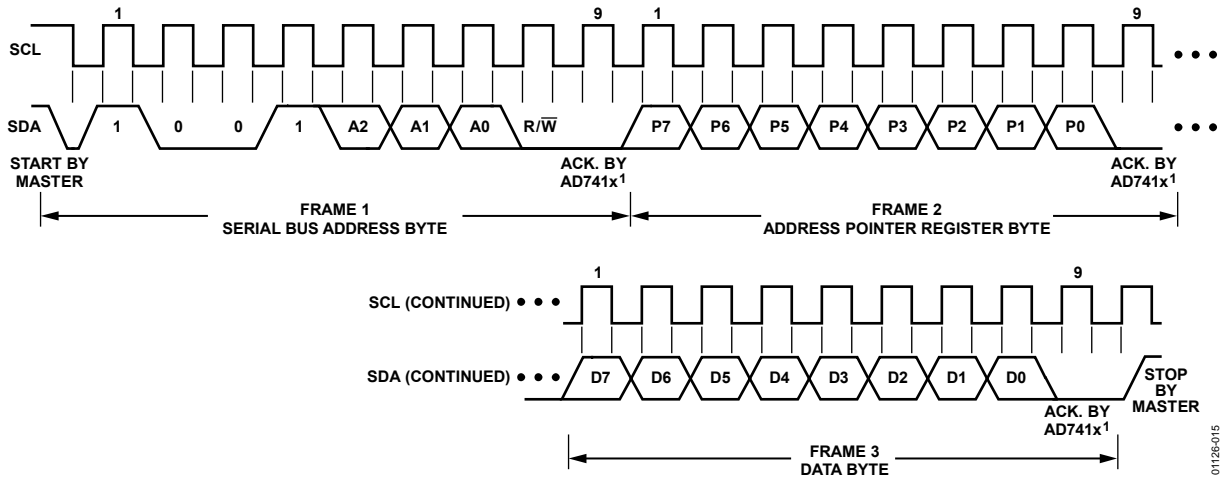 1 9 1 9
SCL
SDA 1 0 0 1 A2 A1 A0 R/W̅ P7 P6 P5 P4 P3 P2 P1 P0
START BY
MASTER
ACK. BY
AD741x1
ACK. BY
AD741x1
FRAME 1
SERIAL BUS ADDRESS BYTE
FRAME 2
ADDRESS POINTER REGISTER BYTE
1 9
SCL (CONTINUED)
SDA (CONTINUED) D7 D6 D5 D4 D3 D2 D1 D0
STOP
BY
MASTER
ACK. BY
AD741x1
FRAME 3
DATA BYTE
01126-015